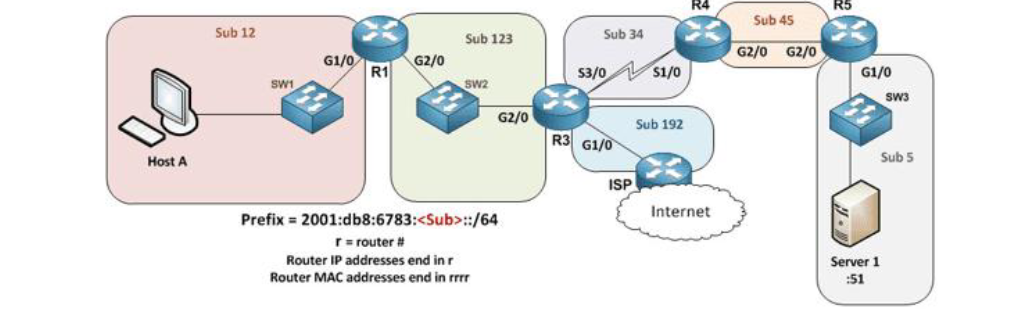 R4
R5
Sub 12
Sub 123
Sub 34
Sub 45
G1/0
R1
G2/0
G2/0
G2/0
SW1
SW2
S3/0
S1/0
G1/0
SW3
G2/0
R3
Sub 192
G1/0
Sub 5
Host A
ISP
Internet
Prefix = 2001:db8:6783:<Sub>::/64
r = router #
Router IP addresses end in r
Router MAC addresses end in rrrr
Server 1
:51